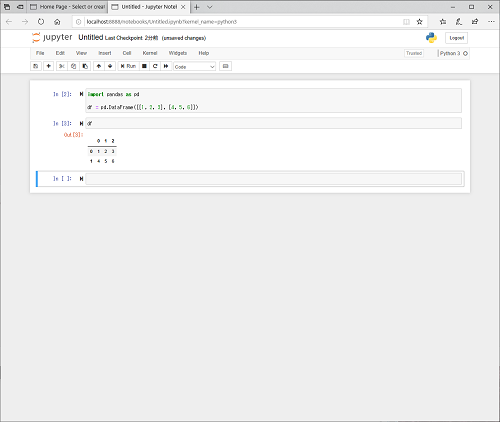 Home Page - Select or creat
Untitled - Jupyter Notel
localhost:8888/notebooks/Untitled.ipynb?kernel_name=python3
jupyter Untitled Last Checkpoint: 2分前 (unsaved changes)
Logout
File Edit View Insert Cell Kernel Widgets Help
Trusted
Python 3
Run
Code
In [2]: import pandas as pd
df = pd.DataFrame([[1, 2, 3], [4, 5, 6]])
In [3]: df
Out[3]:
0 1 2
0 1 2 3
1 4 5 6
In [ ]: